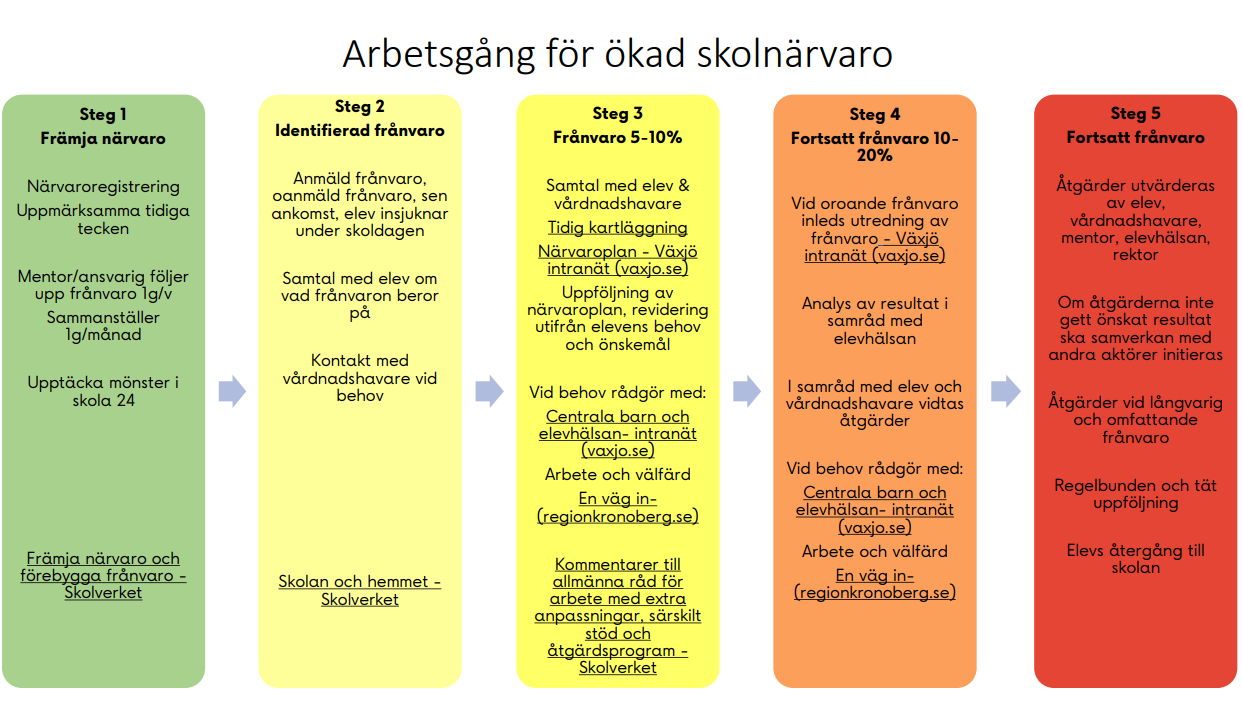 Arbetsgång för ökad skolnärvaro
Steg 1
Främja närvaro
Närvaroregistrering
Uppmärksamma tidiga
tecken
Mentor/ansvarig följer
upp frånvaro 1g/v
Sammanställer
1g/månad
Upptäcka mönster i
skola 24
Främja närvaro och
förebygga frånvaro -
Skolverket
Steg 2
Identifierad frånvaro
Anmäld frånvaro,
oanmäld frånvaro, sen
ankomst, elev insjuknar
under skoldagen
Samtal med elev om
vad frånvaron beror
på
Kontakt med
vårdnadshavare vid
behov
Skolan och hemmet -
Skolverket
Steg 3
Frånvaro 5-10%
Samtal med elev &
vårdnadshavare
Tidig kartläggning
Närvaroplan - Växjö
intranät (vaxjo.se)
Uppföljning av
närvaroplan, revidering
utifrån elevens behov
och önskemål
Vid behov rådgör med:
Centrala barn och
elevhälsan- intranät
(vaxjo.se)
Arbete och välfärd
En väg in-
(regionkronoberg.se)
Kommentarer till
allmänna råd för
arbete med extra
anpassningar, särskilt
stöd och
åtgärdsprogram -
Skolverket
Steg 4
Fortsatt frånvaro 10-
20%
Vid oroande frånvaro
inleds utredning av
frånvaro - Växjö
intranät (vaxjo.se)
Analys av resultat i
samråd med
elevhälsan
I samråd med elev och
vårdnadshavare vidtas
åtgärder
Vid behov rådgör med:
Centrala barn och
elevhälsan- intranät
(vaxjo.se)
Arbete och välfärd
En väg in-
(regionkronoberg.se)
Steg 5
Fortsatt frånvaro
Åtgärder utvärderas
av elev,
vårdnadshavare,
mentor, elevhälsan,
rektor
Om åtgärderna inte
gett önskat resultat
ska samverkan med
andra aktörer initieras
Åtgärder vid långvarig
och omfattande
frånvaro
Regelbunden och tät
uppföljning
Elevs återgång till
skolan